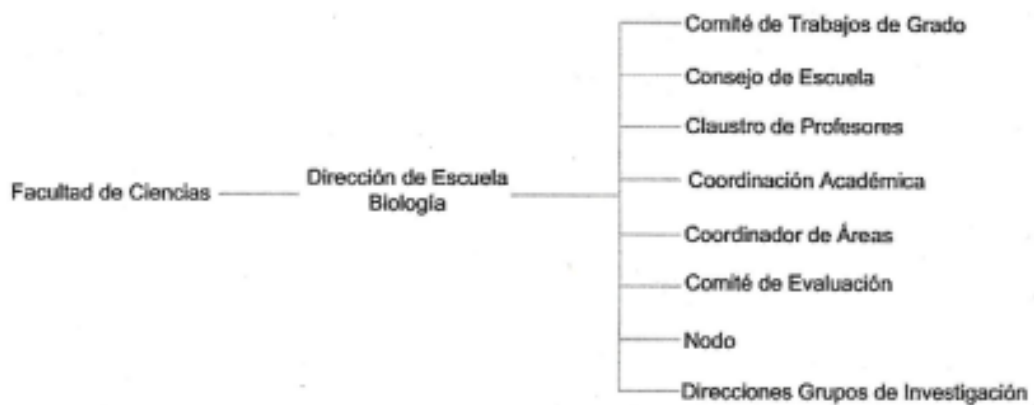 Comité de Trabajos de Grado
Consejo de Escuela
Claustro de Profesores
Facultad de Ciencias
Dirección de Escuela
Biología
Coordinación Académica
Coordinador de Áreas
Comité de Evaluación
Nodo
Direcciones Grupos de Investigación